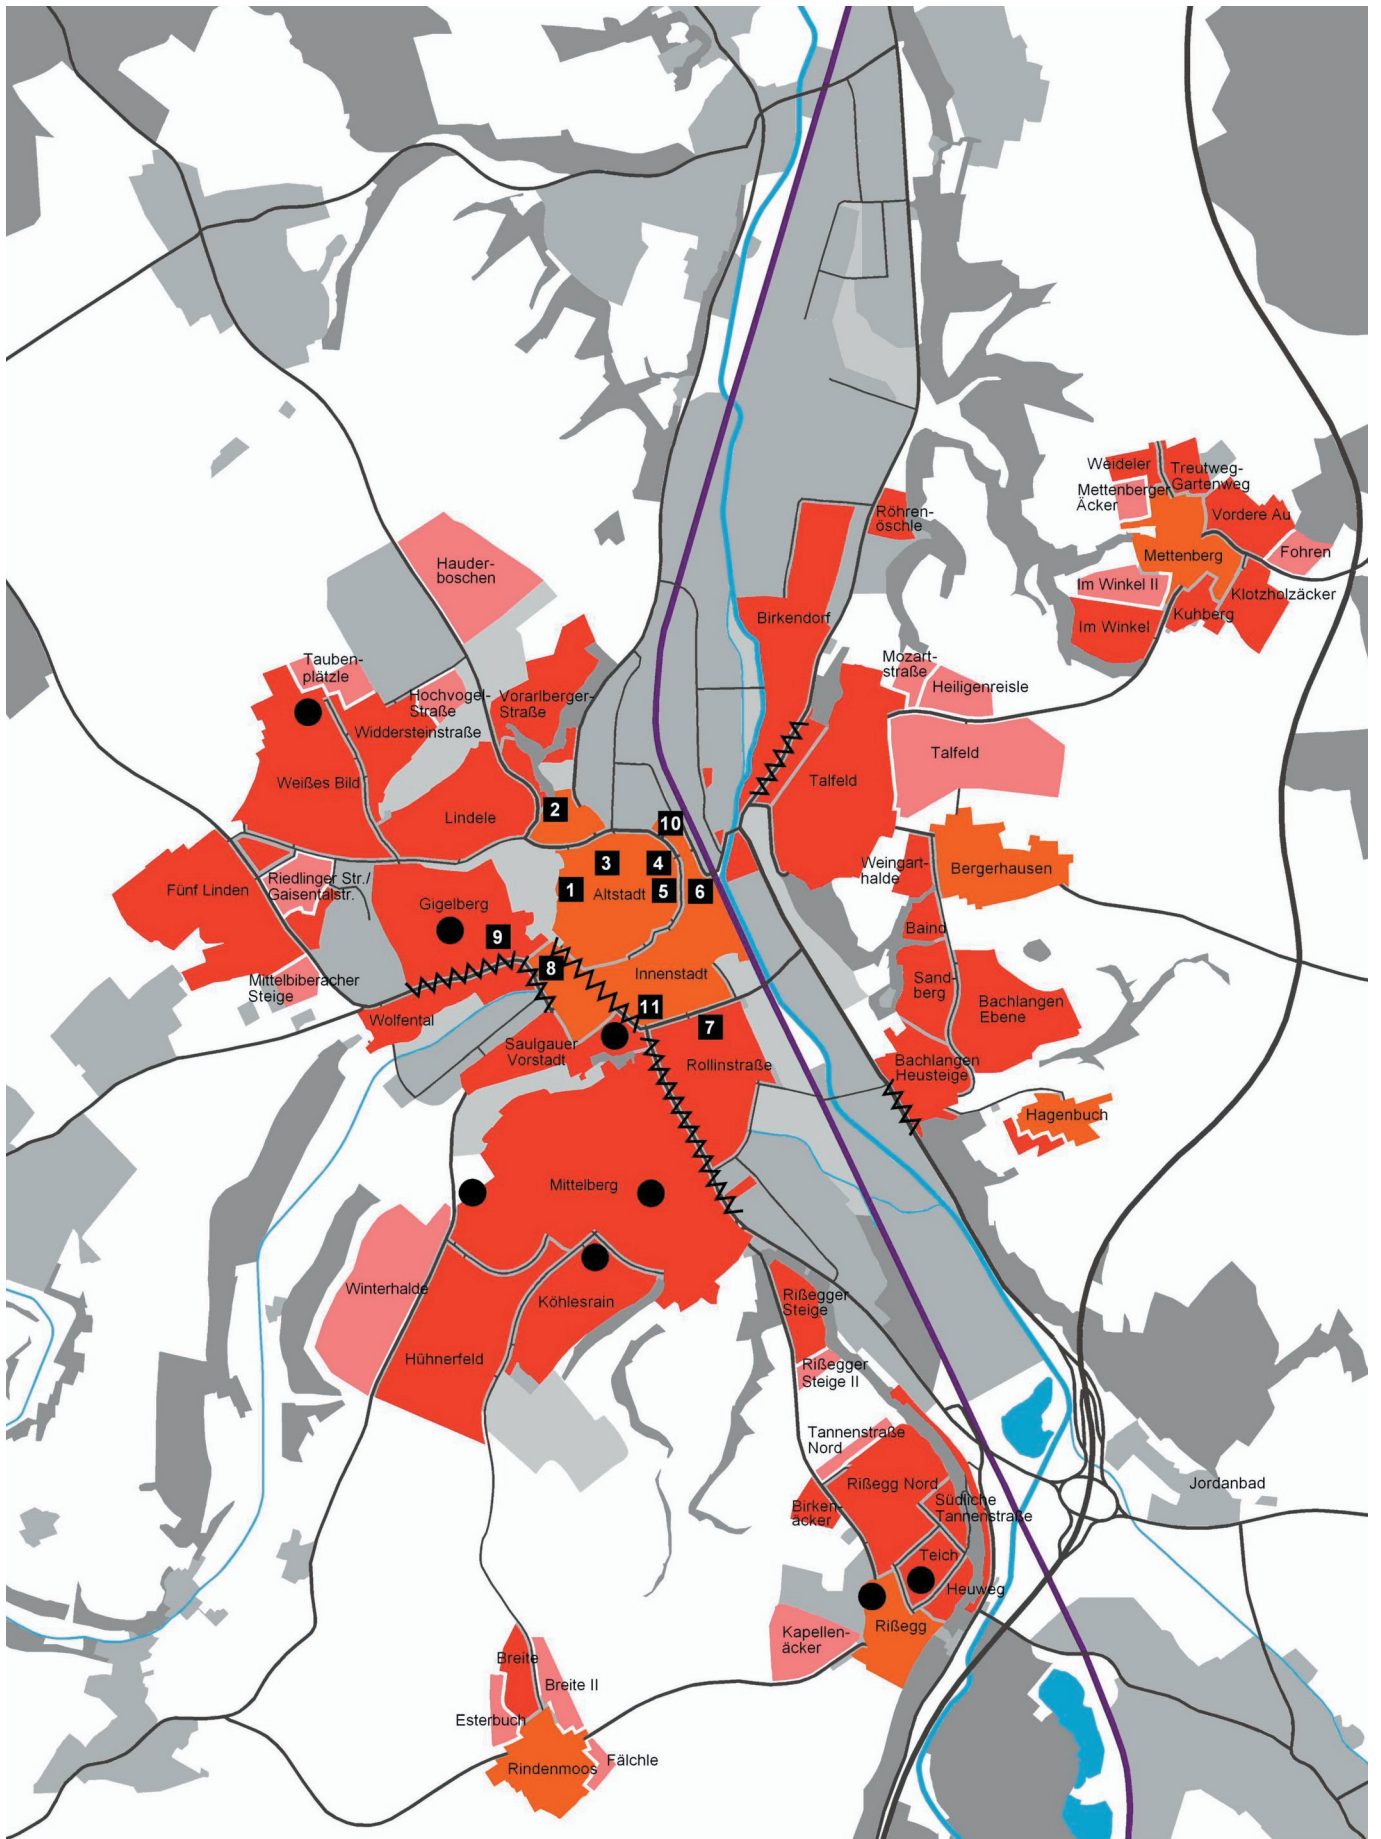 Weideler
Treutweg-
Gartenweg
Mettenberger
Äcker
Vordere Au
Röhren-
öschle
Mettenberg
Fohren
Hauder-
boschen
Im Winkel II
Klotzholzäcker
Kuhberg
Im Winkel
Birkendorf
Tauben-
plätzle
Mozart-
straße
Heiligenreisle
Hochvogel-
Straße
Vorarlberger-
Straße
Widdersteinstraße
Talfeld
Weißes Bild
Talfeld
Lindele
2
10
3
4
Weingart-
halde
Bergerhausen
Fünf Linden
Riedlinger Str./
Gaisentalstr.
1
Altstadt
5
6
Gigelberg
9
Baind
8
Innenstadt
Mittelbiberacher
Steige
Sand-
berg
Bachlangen
Ebene
Wolfental
11
7
Saulgauer
Vorstadt
Rollinstraße
Bachlangen
Heusteige
Hagenbuch
Mittelberg
Winterhalde
Köhlesrain
Rißegger
Steige
Hühnerfeld
Rißegger
Steige II
Tannenstraße
Nord
Rißegg Nord
Jordanbad
Birken-
äcker
Südliche
Tannenstraße
Teich
Heuweg
Rißegg
Kapellen-
äcker
Breite
Breite II
Esterbuch
Rindenmoos
Fälchle